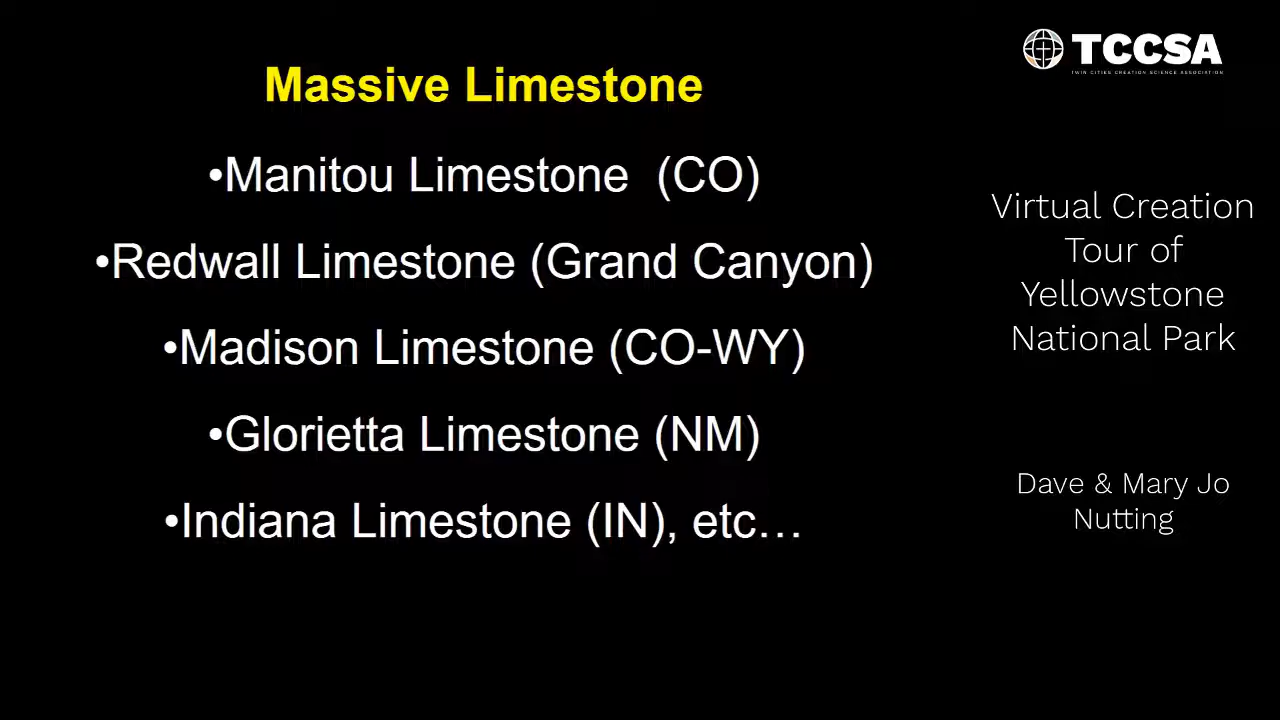 Massive Limestone
•Manitou Limestone (CO)
•Redwall Limestone (Grand Canyon)
•Madison Limestone (CO-WY)
•Glorietta Limestone (NM)
•Indiana Limestone (IN), etc…
TCCSA
TWIN CITIES CREATION SCIENCE ASSOCIATION
Virtual Creation
Tour of
Yellowstone
National Park
Dave & Mary Jo
Nutting